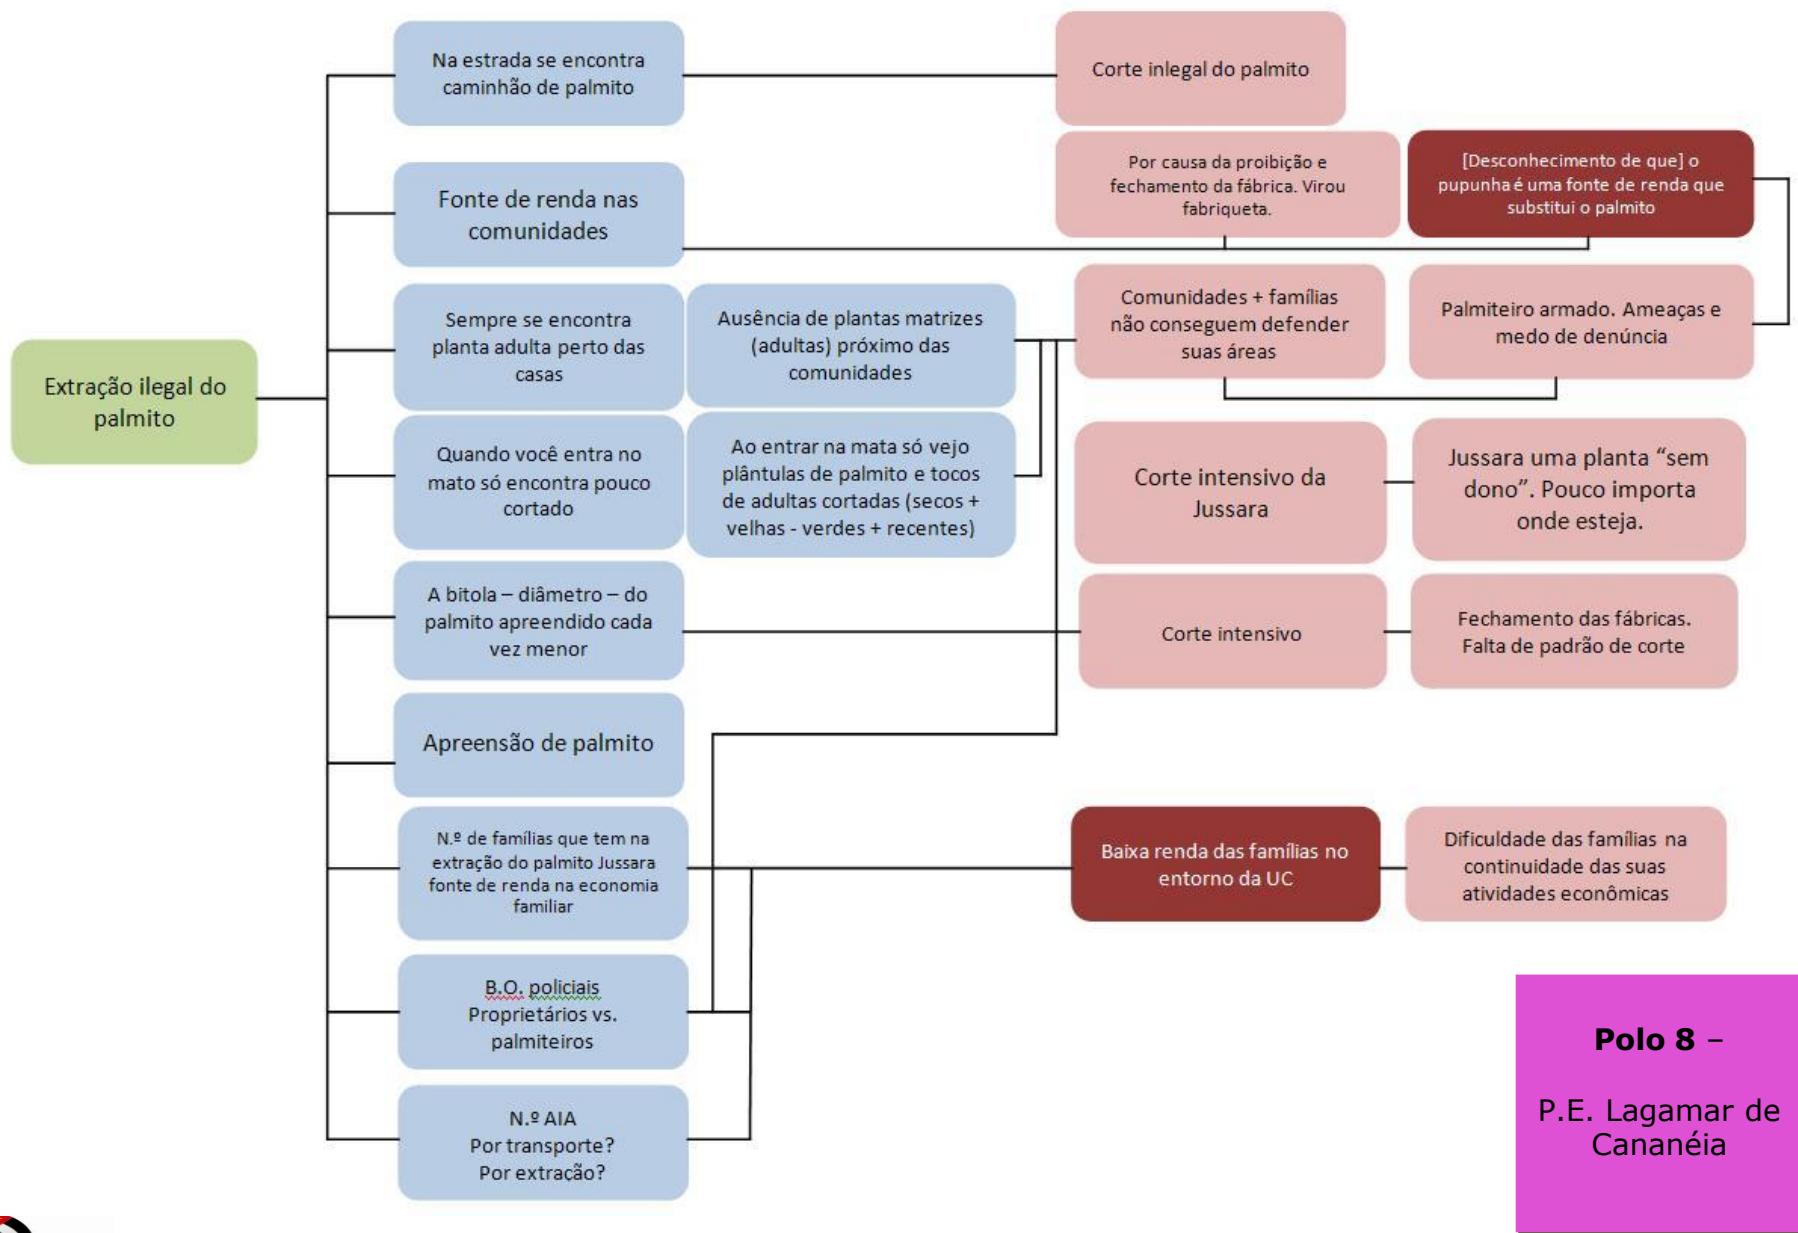 Extração ilegal do
palmito
Na estrada se encontra
caminhão de palmito
Corte inlegal do palmito
Fonte de renda nas
comunidades
Por causa da proibição e
fechamento da fábrica. Virou
fabriqueta.
[Desconhecimento de que] o
pupunha é uma fonte de renda que
substitui o palmito
Sempre se encontra
planta adulta perto das
casas
Ausência de plantas matrizes
(adultas) próximo das
comunidades
Comunidades + famílias
não conseguem defender
suas áreas
Palmiteiro armado. Ameaças e
medo de denúncia
Quando você entra no
mato só encontra pouco
cortado
Ao entrar na mata só vejo
plântulas de palmito e tocos
de adultas cortadas (secos +
velhas - verdes + recentes)
Corte intensivo da
Jussara
Jussara uma planta “sem
dono”. Pouco importa
onde esteja.
A bitola – diâmetro – do
palmito apreendido cada
vez menor
Corte intensivo
Fechamento das fábricas.
Falta de padrão de corte
Apreensão de palmito
N.º de famílias que tem na
extração do palmito Jussara
fonte de renda na economia
familiar
Baixa renda das famílias no
entorno da UC
Dificuldade das famílias na
continuidade das suas
atividades econômicas
B.O. policiais
Proprietários vs.
palmiteiros
N.º AIA
Por transporte?
Por extração?
Polo 8 –
P.E. Lagamar de
Cananéia